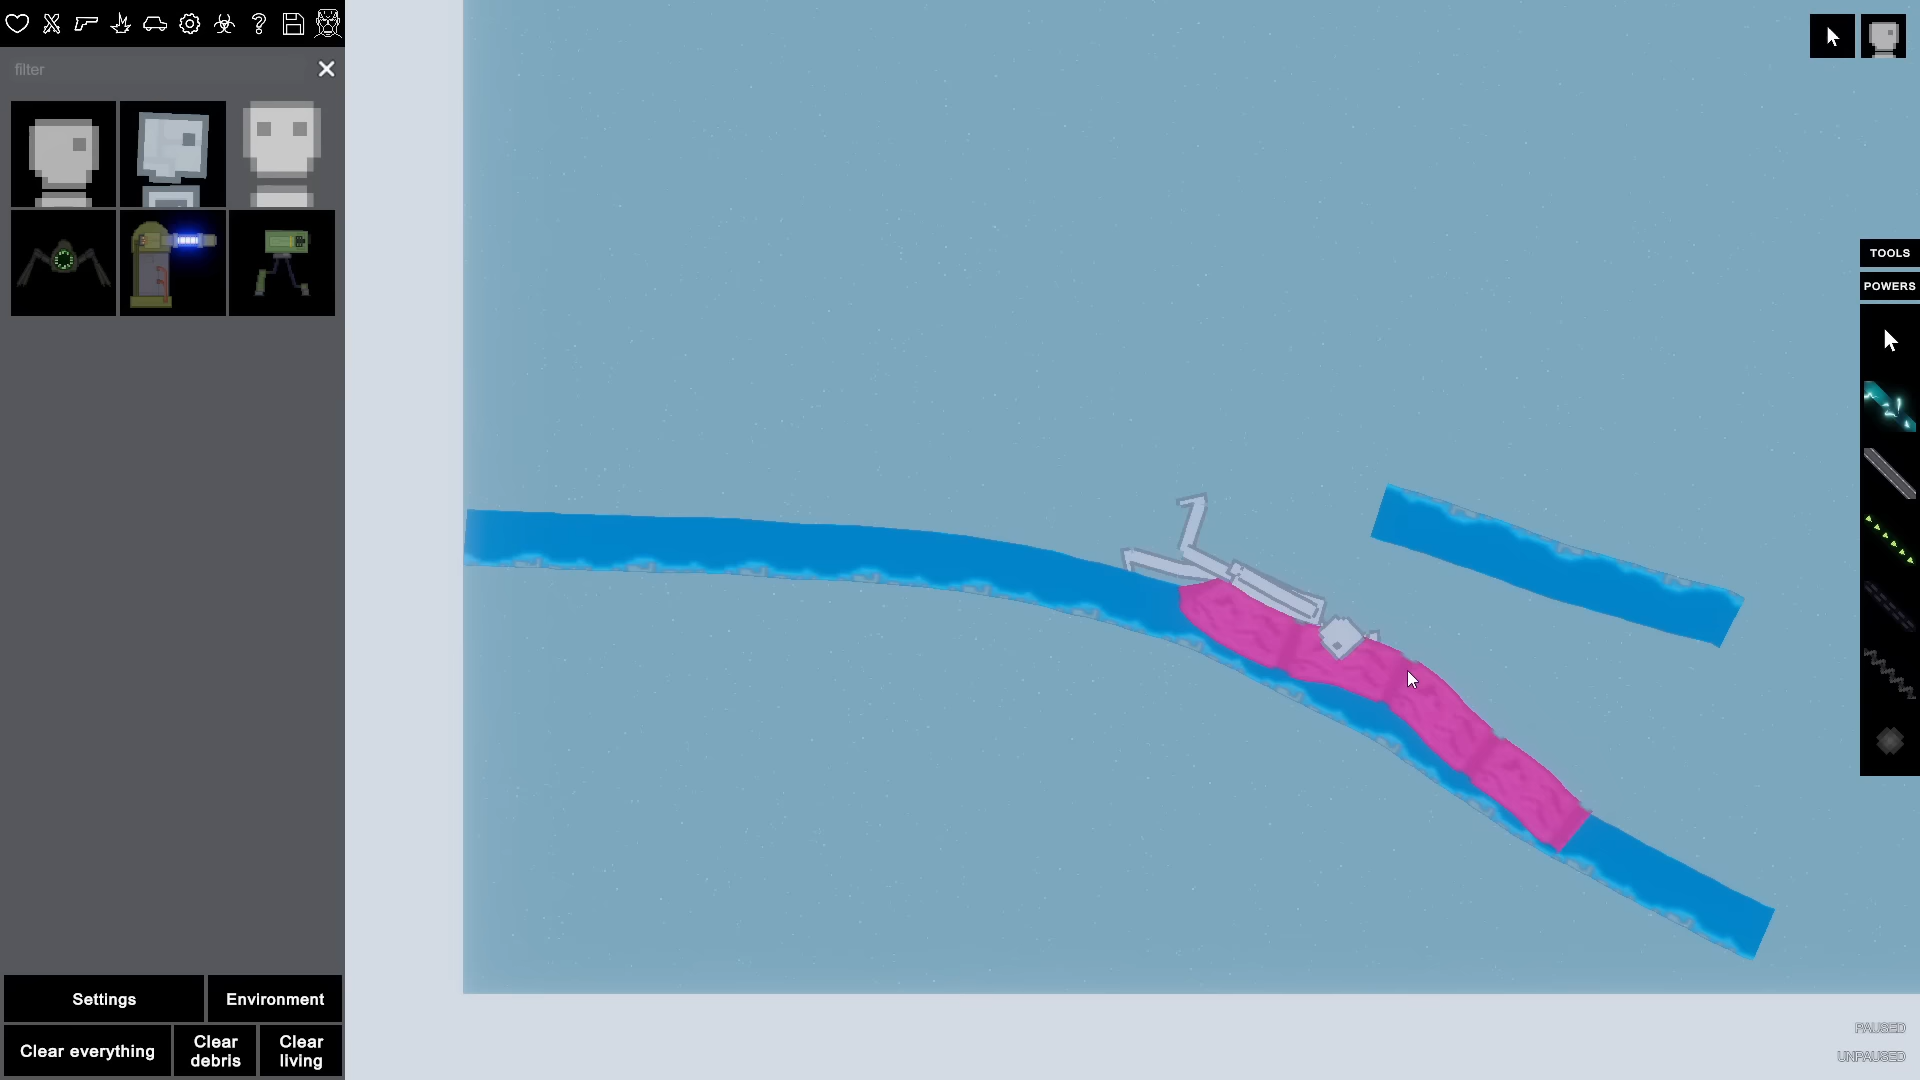 filter
TOOLS
POWERS
Settings
Environment
Clear everything
Clear
debris
Clear
living
PAUSED
UNPAUSED